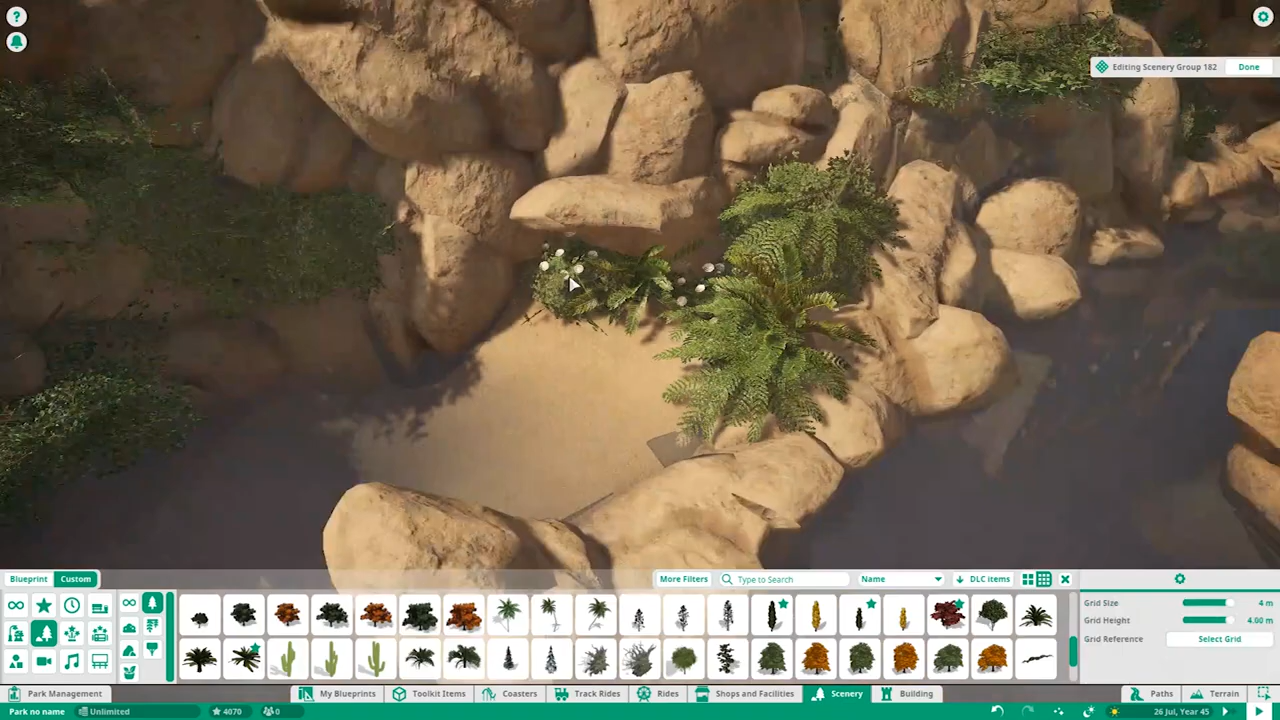 ?
Editing Scenery Group 182 Done
Blueprint Custom More Filters Type to Search Name DLC items
Grid Size 4 m
Grid Height 4.00 m
Grid Reference Select Grid
Park Management My Blueprints Toolkit Items Coasters Track Rides Rides Shops and Facilities Scenery Building Paths Terrain
Park no name Unlimited 4070 0 26 Jul, Year 45